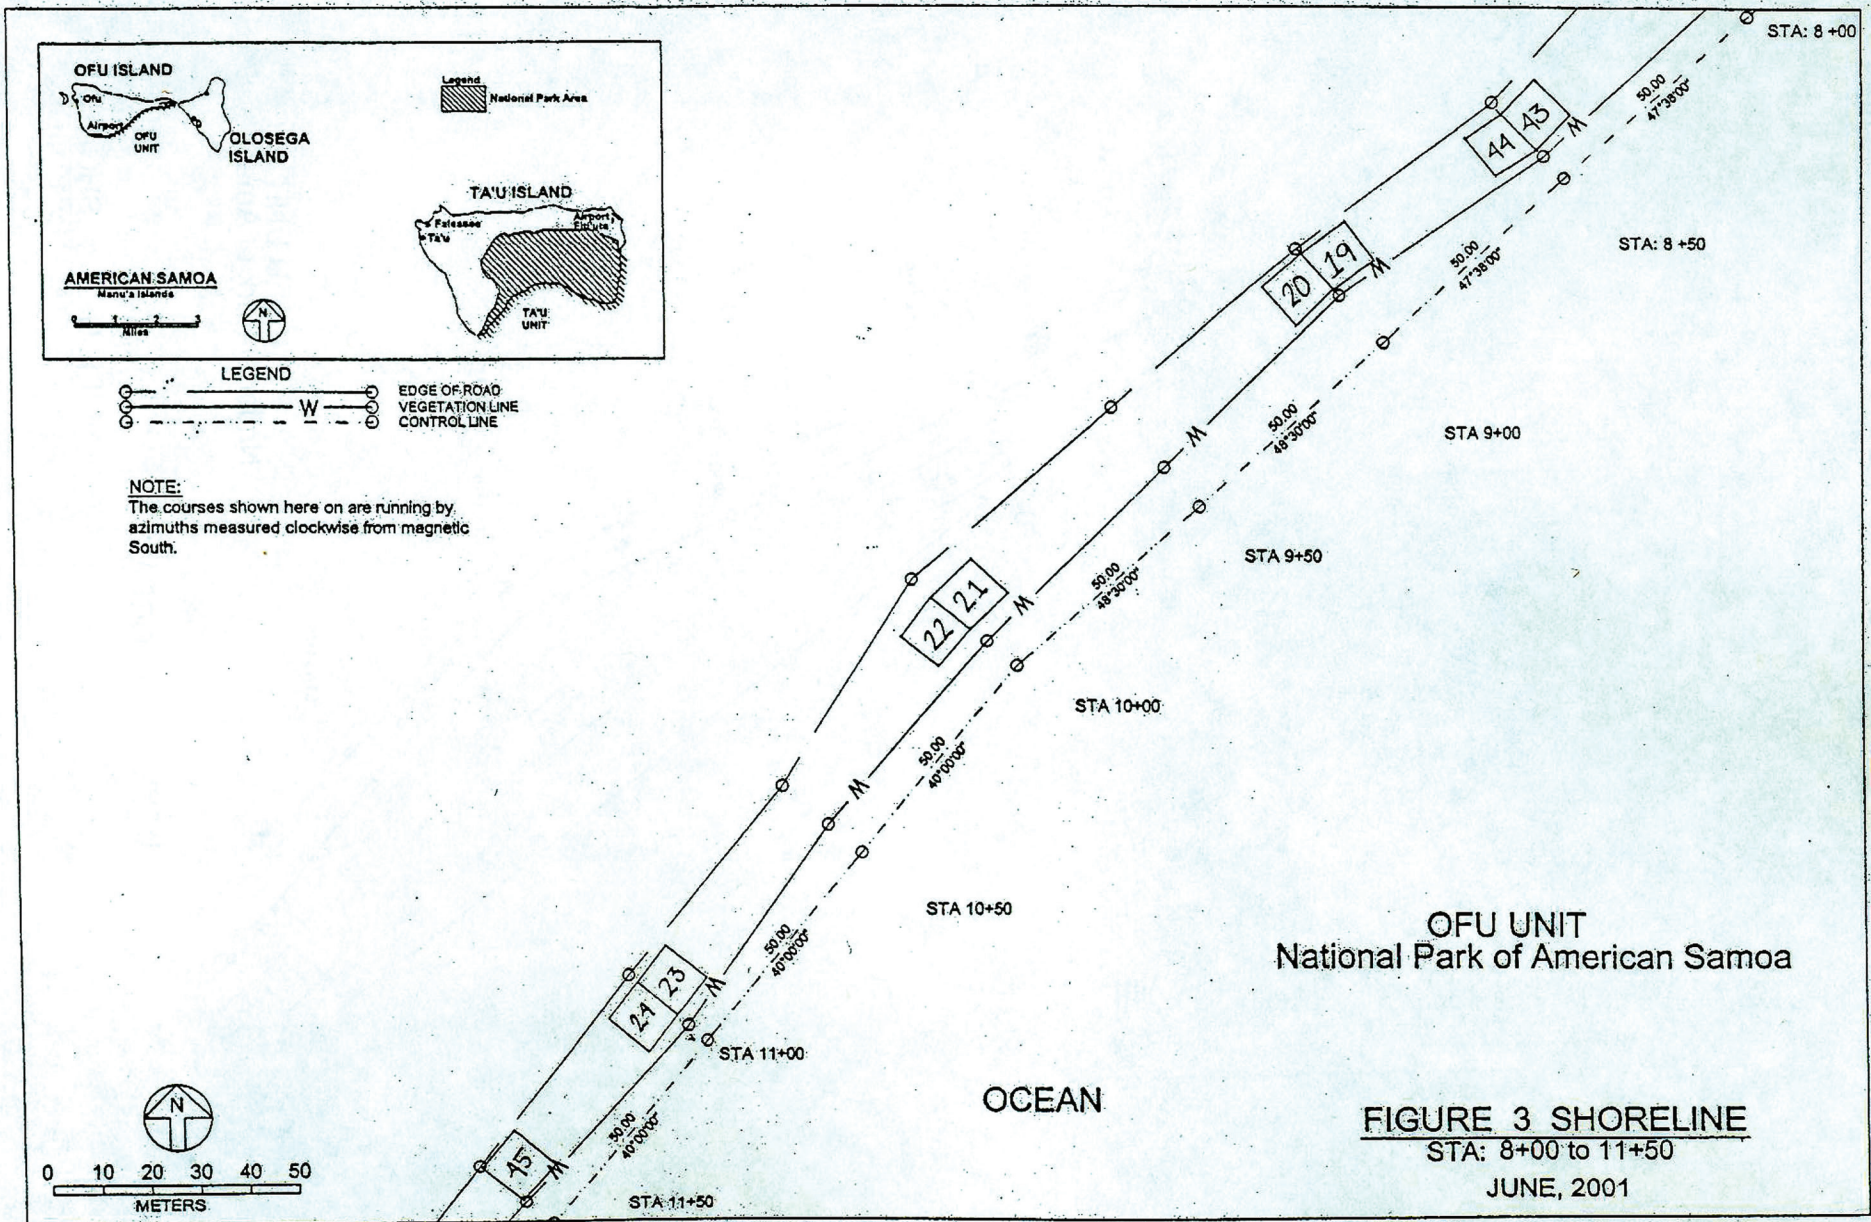 OFU ISLAND
Ofu
Airport
OFU
UNIT
OLOSEGA
ISLAND
Legend
National Park Area
TA'U ISLAND
Faleasao
Ta'u
Airport
Fiti'uta
TA'U
UNIT
AMERICAN SAMOA
Manu'a Islands
0 1 2 3
Miles
N
LEGEND
EDGE OF ROAD
W VEGETATION LINE
CONTROL LINE
NOTE:
The courses shown here on are running by
azimuths measured clockwise from magnetic
South.
STA: 8 +00
50.00
47°38'00"
43
44
W
STA: 8 +50
50.00
47°38'00"
19
20
W
STA 9+00
50.00
48°30'00"
W
STA 9+50
50.00
48°30'00"
21
22
W
STA 10+00
50.00
40°00'00"
W
STA 10+50
50.00
40°00'00"
23
24
W
STA 11+00
50.00
40°00'00"
45
W
STA 11+50
OCEAN
OFU UNIT
National Park of American Samoa
FIGURE 3 SHORELINE
STA: 8+00 to 11+50
JUNE, 2001
N
0 10 20 30 40 50
METERS